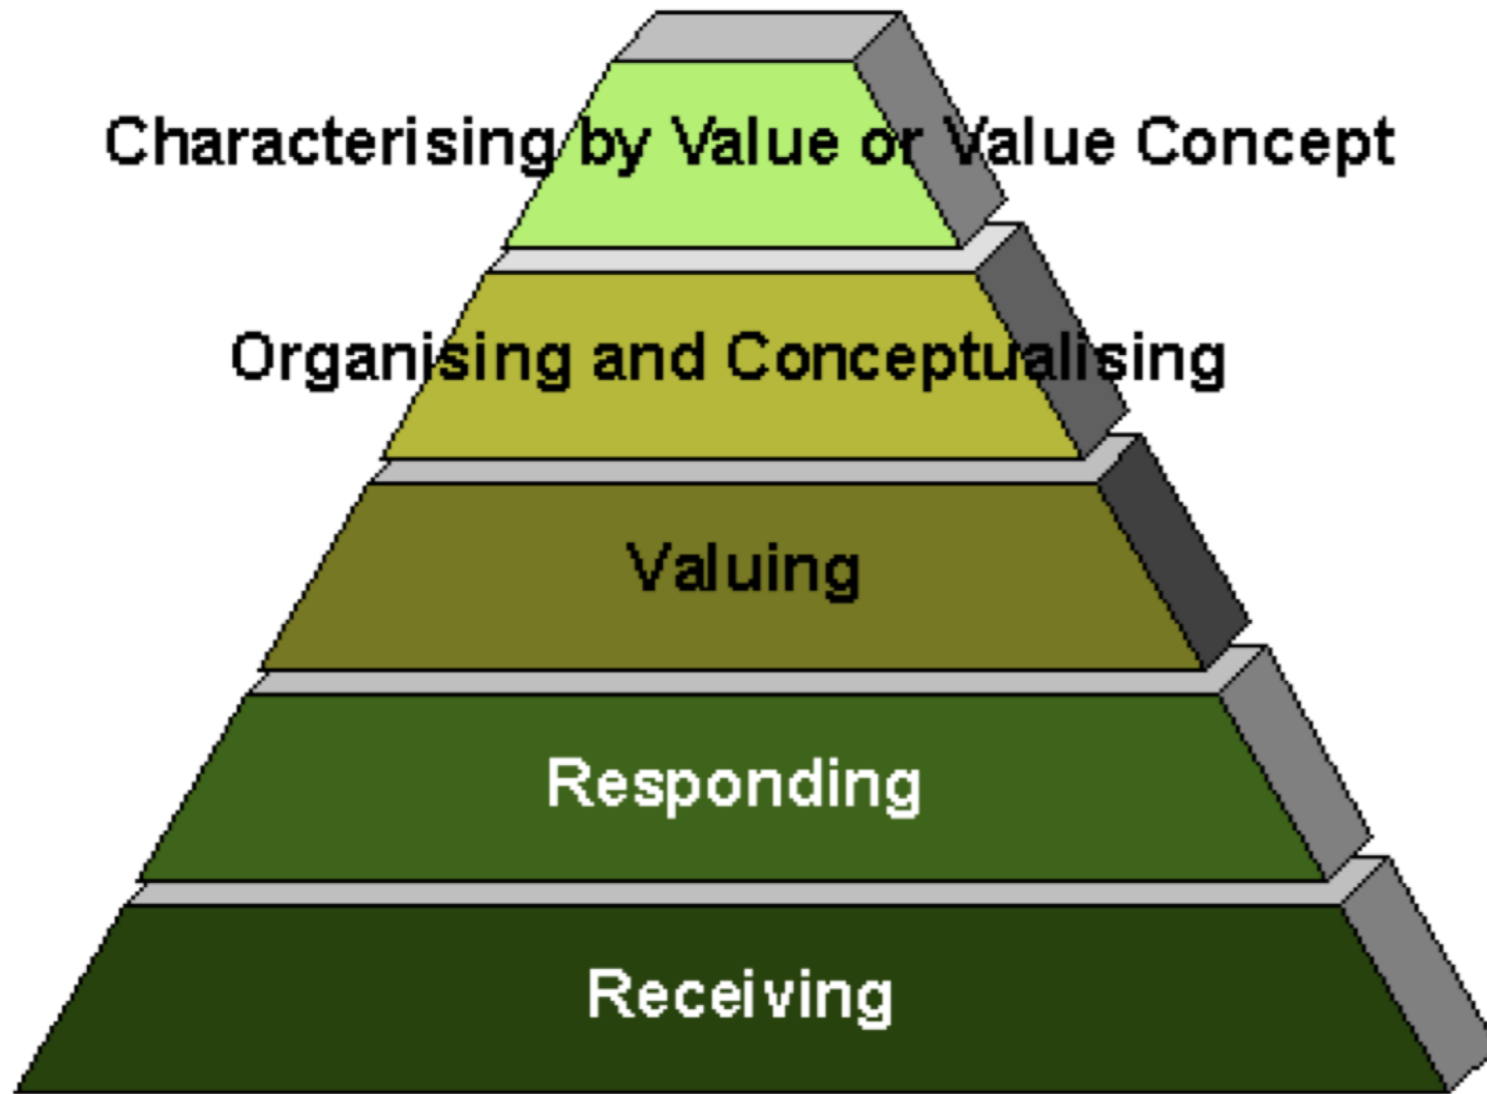 Characterising by Value or Value Concept
Organising and Conceptualising
Valuing
Responding
Receiving